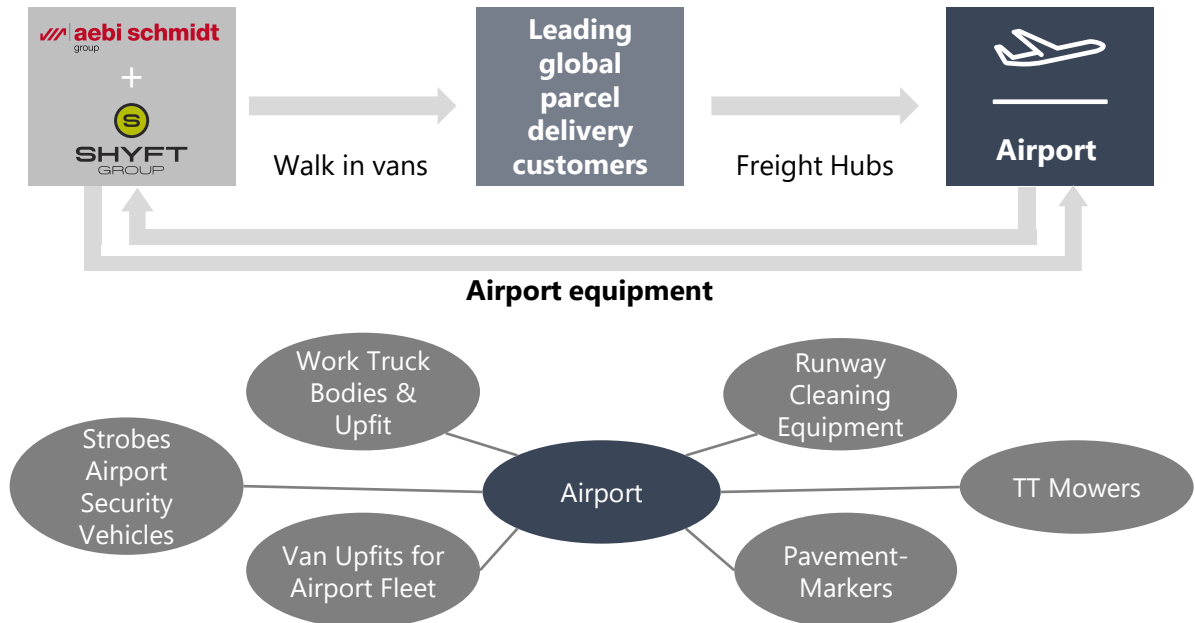 aebi schmidt
group
+
S
SHYFT
GROUP
Walk in vans
Leading
global
parcel
delivery
customers
Freight Hubs
Airport
Airport equipment
Work Truck
Bodies &
Upfit
Runway
Cleaning
Equipment
Strobes
Airport
Security
Vehicles
Airport
TT Mowers
Van Upfits for
Airport Fleet
Pavement-
Markers